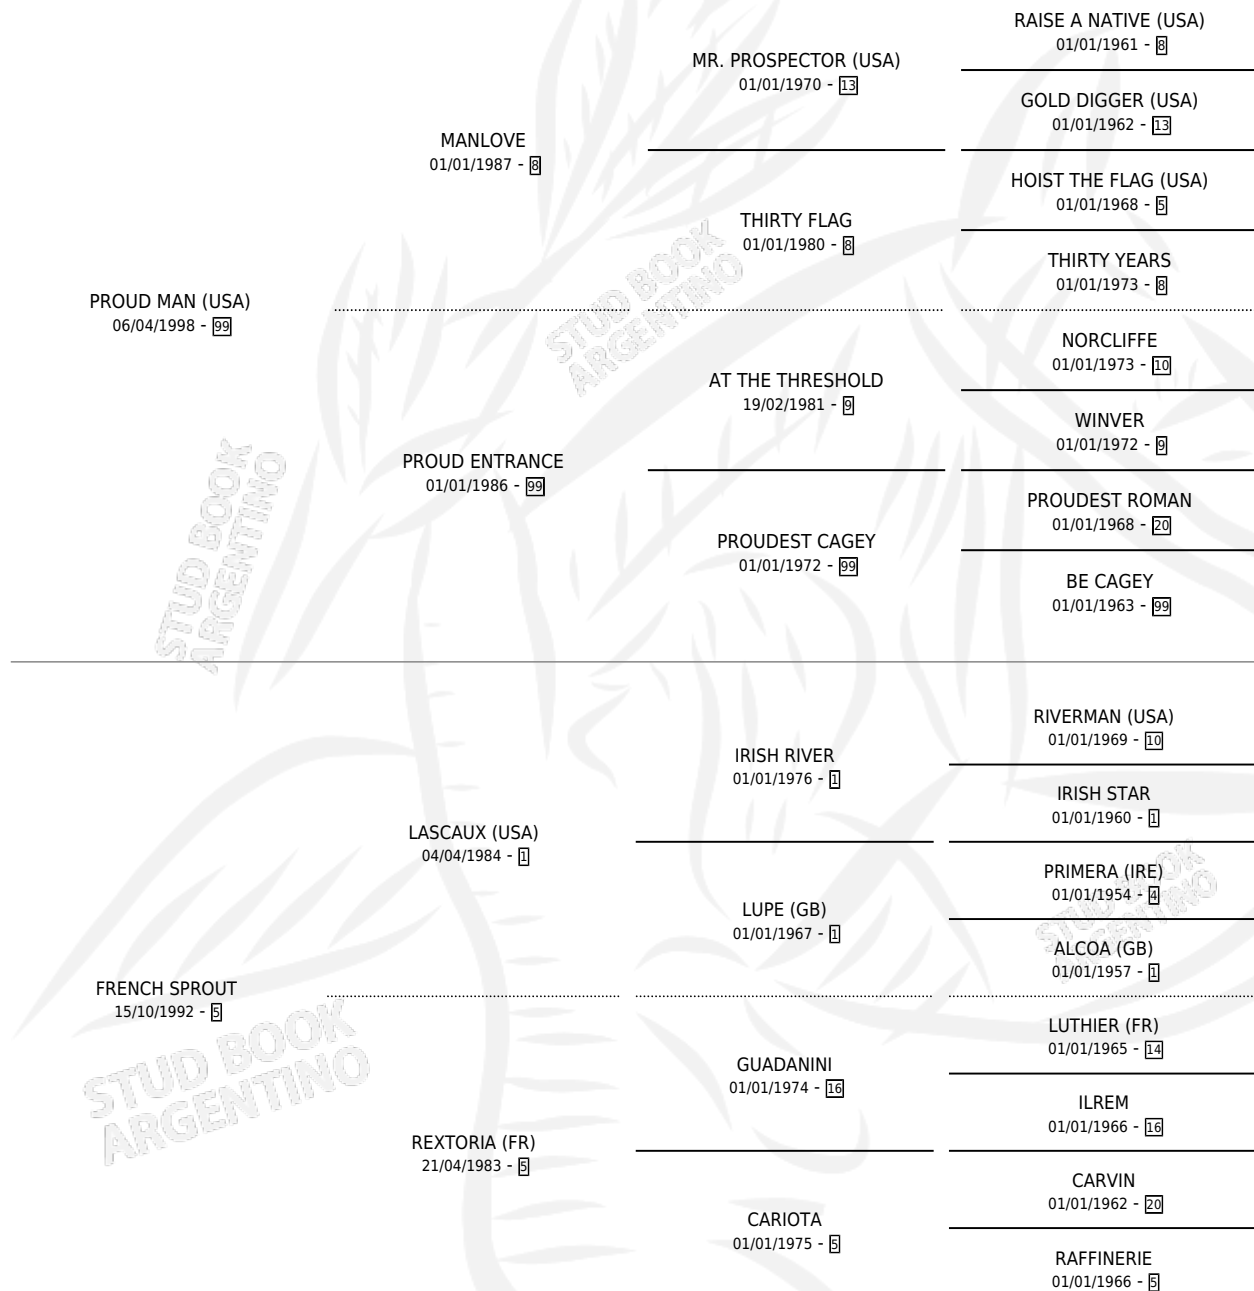 RAISE A NATIVE (USA)
01/01/1961 - 8
MR. PROSPECTOR (USA)
01/01/1970 - 13
GOLD DIGGER (USA)
01/01/1962 - 13
MANLOVE
01/01/1987 - 8
HOIST THE FLAG (USA)
01/01/1968 - 5
THIRTY FLAG
01/01/1980 - 8
THIRTY YEARS
01/01/1973 - 8
PROUD MAN (USA)
06/04/1998 - 99
NORCLIFFE
01/01/1973 - 10
AT THE THRESHOLD
19/02/1981 - 9
WINVER
01/01/1972 - 9
PROUD ENTRANCE
01/01/1986 - 99
PROUDEST ROMAN
01/01/1968 - 20
PROUDEST CAGEY
01/01/1972 - 99
BE CAGEY
01/01/1963 - 99
STUD BOOK
ARGENTINO
STUD BOOK
ARGENTINO
RIVERMAN (USA)
01/01/1969 - 10
IRISH RIVER
01/01/1976 - 1
IRISH STAR
01/01/1960 - 1
LASCAUX (USA)
04/04/1984 - 1
PRIMERA (IRE)
01/01/1954 - 4
LUPE (GB)
01/01/1967 - 1
ALCOA (GB)
01/01/1957 - 1
STUD BOOK
ARGENTINO
FRENCH SPROUT
15/10/1992 - 5
LUTHIER (FR)
01/01/1965 - 14
GUADANINI
01/01/1974 - 16
ILREM
01/01/1966 - 16
STUD BOOK
ARGENTINO
REXTORIA (FR)
21/04/1983 - 5
CARVIN
01/01/1962 - 20
CARIOTA
01/01/1975 - 5
RAFFINERIE
01/01/1966 - 5